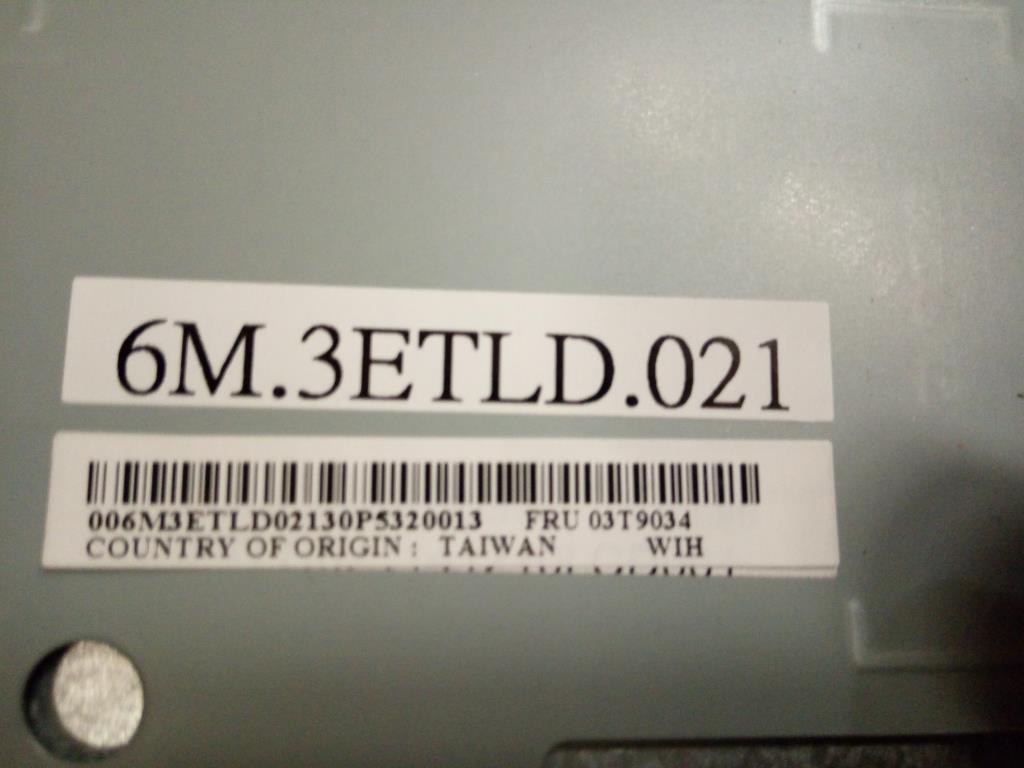 6M.3ETLD.021
006M3ETLD02130P5320013 FRU 03T9034
COUNTRY OF ORIGIN : TAIWAN WIH